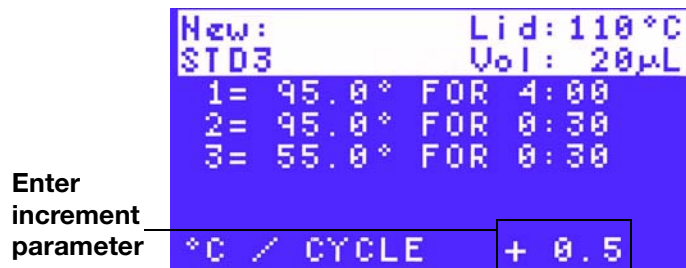 New: Lid:110°C
STD3 Vol: 20µL
1= 95.0° FOR 4:00
2= 95.0° FOR 0:30
3= 55.0° FOR 0:30
Enter
increment
parameter
°C / CYCLE + 0.5